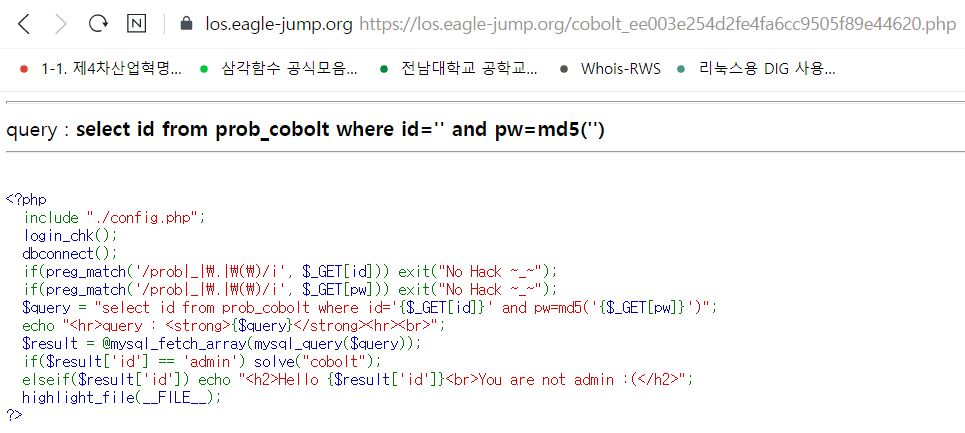 los.eagle-jump.org https://los.eagle-jump.org/cobolt_ee003e254d2fe4fa6cc9505f89e44620.php
1-1. 제4차산업혁명... 삼각함수 공식모음... 전남대학교 공학교... Whois-RWS 리눅스용 DIG 사용...
query : select id from prob_cobolt where id='' and pw=md5('')
<?php
include "./config.php";
login_chk();
dbconnect();
if(preg_match('/prob|_|₩.|₩(₩)/i', $_GET[id])) exit("No Hack ~_~");
if(preg_match('/prob|_|₩.|₩(₩)/i', $_GET[pw])) exit("No Hack ~_~");
$query = "select id from prob_cobolt where id='{$_GET[id]}' and pw=md5('{$_GET[pw]}')";
echo "<hr>query : <strong>{$query}</strong><hr><br>";
$result = @mysql_fetch_array(mysql_query($query));
if($result['id'] == 'admin') solve("cobolt");
elseif($result['id']) echo "<h2>Hello {$result['id']}<br>You are not admin :(</h2>";
highlight_file(__FILE__);
?>